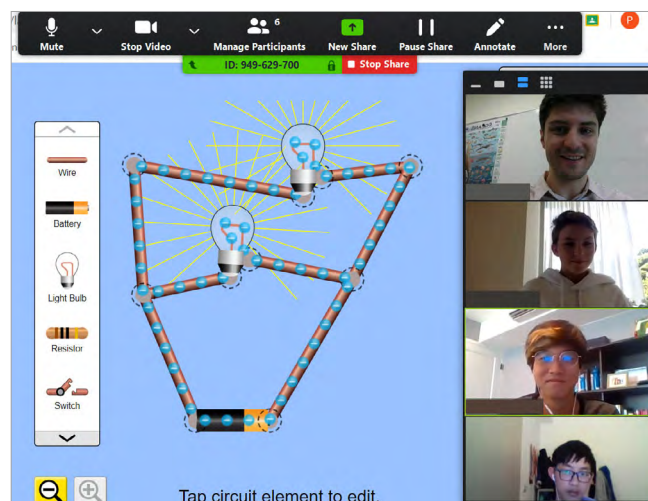 6
Mute
Stop Video
Manage Participants
New Share
Pause Share
Annotate
More
P
ID: 949-629-700
Stop Share
Wire
Battery
Light Bulb
Resistor
Switch
Tap circuit element to edit.